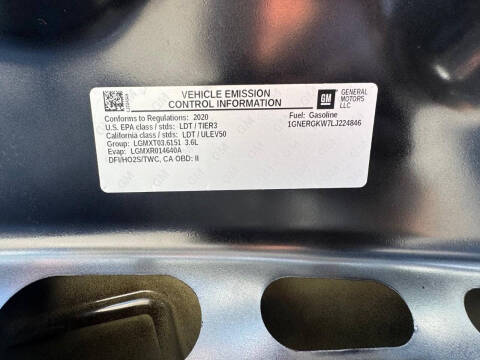 VEHICLE EMISSION
CONTROL INFORMATION
GM
GENERAL
MOTORS
LLC
Conforms to Regulations: 2020
Fuel: Gasoline
U.S. EPA class / stds: LDT / TIER3
1GNERGKW7LJ224846
California class / stds: LDT / ULEV50
Group: LGMXT03.6151 3.6L
Evap: LGMXR014640A
DFI/HO2S/TWC, CA OBD: II